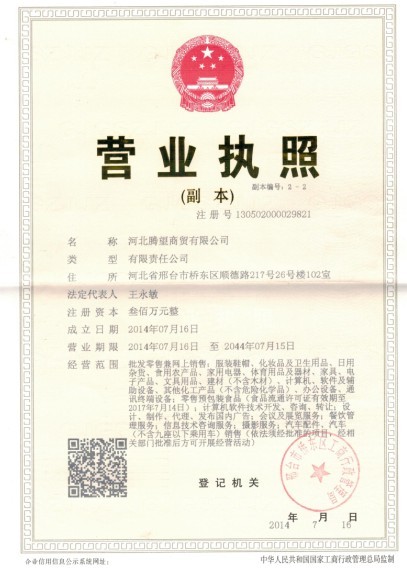 营业执照
(副 本)
副本编号：2 - 2
注 册 号 130502000029821
名 称 河北腾望商贸有限公司
类 型 有限责任公司
住 所 河北省邢台市桥东区顺德路217号26号楼102室
法定代表人 王永敏
注 册 资 本 叁佰万元整
成 立 日 期 2014年07月16日
营 业 期 限 2014年07月16日 至 2044年07月15日
经 营 范 围 批发零售兼网上销售：服装鞋帽、化妆品及卫生用品、日用
杂货、食用农产品、家用电器、体育用品及器材、家具、电
子产品、文具用品、建材（不含木材）、计算机、软件及辅
助设备、其他化工产品（不含危险化学品）、办公设备、通
讯终端设备；零售预包装食品（食品流通许可证有效期至
2017年7月14日）；计算机软件技术开发、咨询、转让；设
计、制作、代理、发布国内广告；会议及展览服务；餐饮管
理服务；信息技术咨询服务；摄影服务；汽车配件、汽车
（不含九座以下乘用车）销售（依法须经批准的项目，经相
关部门批准后方可开展经营活动）
登 记 机 关
年 月 日
2014 7 16
企业信用信息公示系统网址：
中华人民共和国国家工商行政管理总局监制